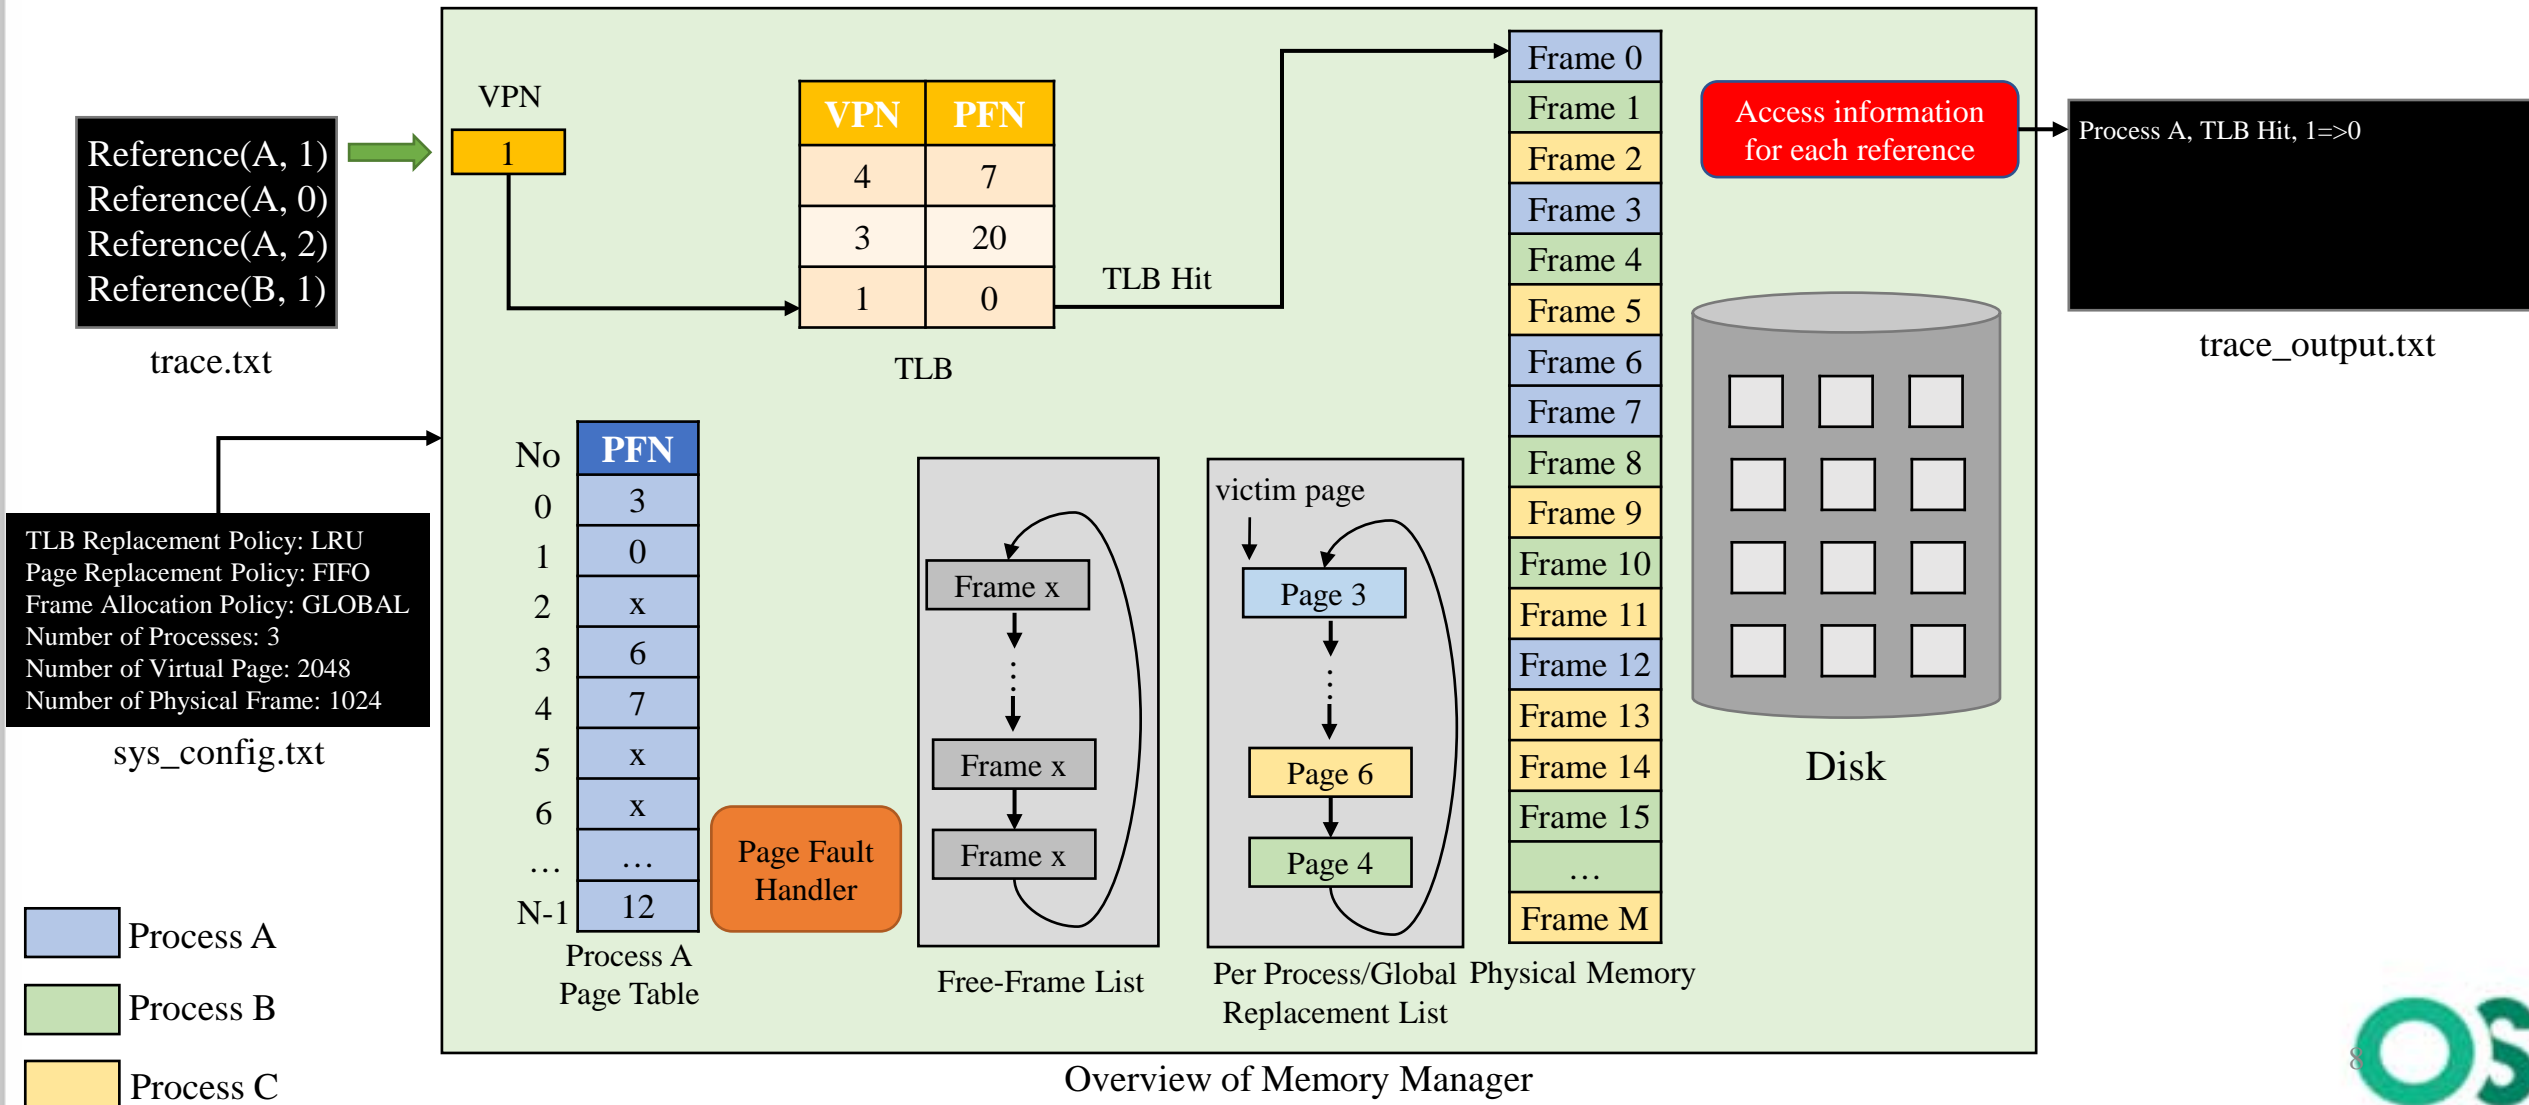 Reference(A, 1)
Reference(A, 0)
Reference(A, 2)
Reference(B, 1)
trace.txt
TLB Replacement Policy: LRU
Page Replacement Policy: FIFO
Frame Allocation Policy: GLOBAL
Number of Processes: 3
Number of Virtual Page: 2048
Number of Physical Frame: 1024
sys_config.txt
Process A
Process B
Process C
VPN
1
VPN PFN
4 7
3 20
1 0
TLB
TLB Hit
No PFN
0 3
1 0
2 x
3 6
4 7
5 x
6 x
… …
N-1 12
Process A
Page Table
Page Fault
Handler
Frame x
Frame x
Frame x
Free-Frame List
victim page
Page 3
Page 6
Page 4
Per Process/Global
Replacement List
Frame 0
Frame 1
Frame 2
Frame 3
Frame 4
Frame 5
Frame 6
Frame 7
Frame 8
Frame 9
Frame 10
Frame 11
Frame 12
Frame 13
Frame 14
Frame 15
…
Frame M
Physical Memory
Access information
for each reference
Disk
Process A, TLB Hit, 1=>0
trace_output.txt
Overview of Memory Manager
8
OS